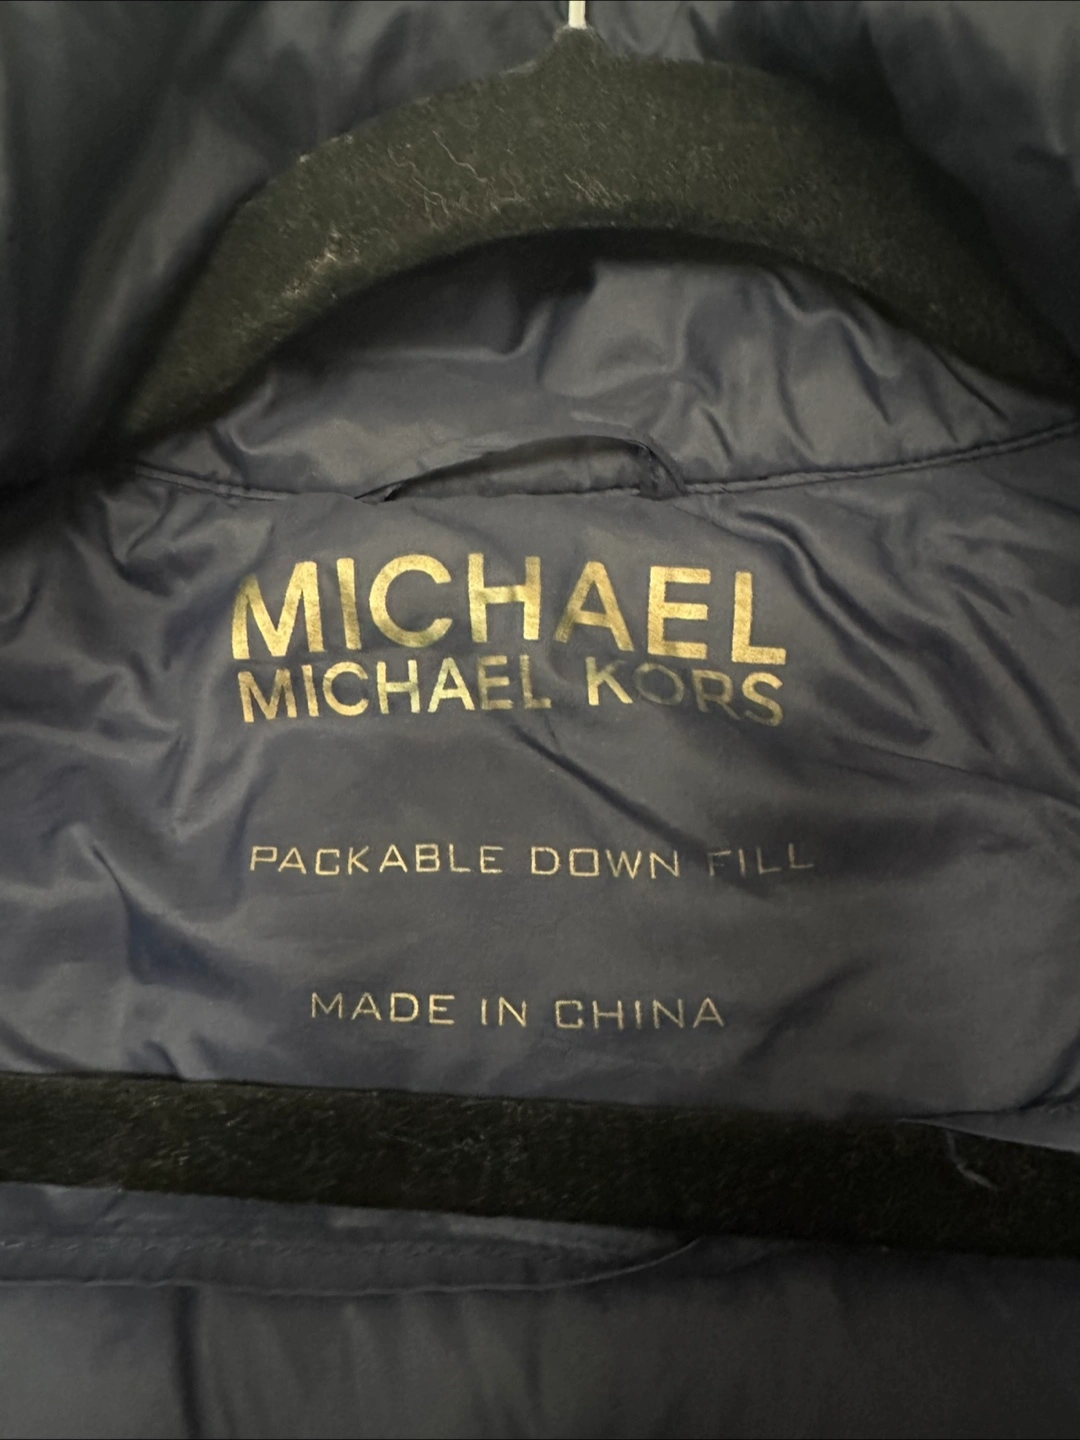 MICHAEL
MICHAEL KORS
PACKABLE DOWN FILL
MADE IN CHINA